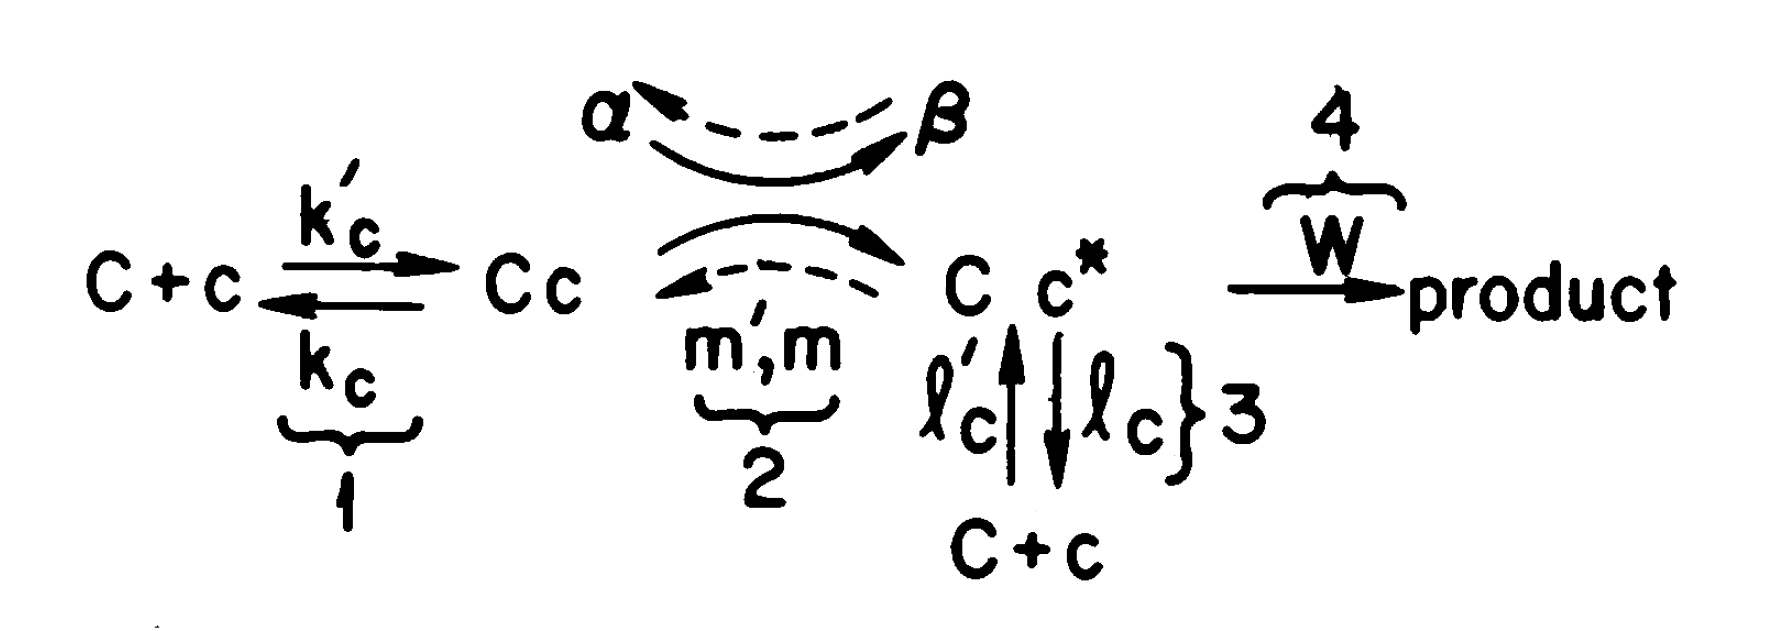 α β 4
k′c W
C + c Cc C c* product
kc m′, m ℓ′c ℓc } 3
1 2
C + c